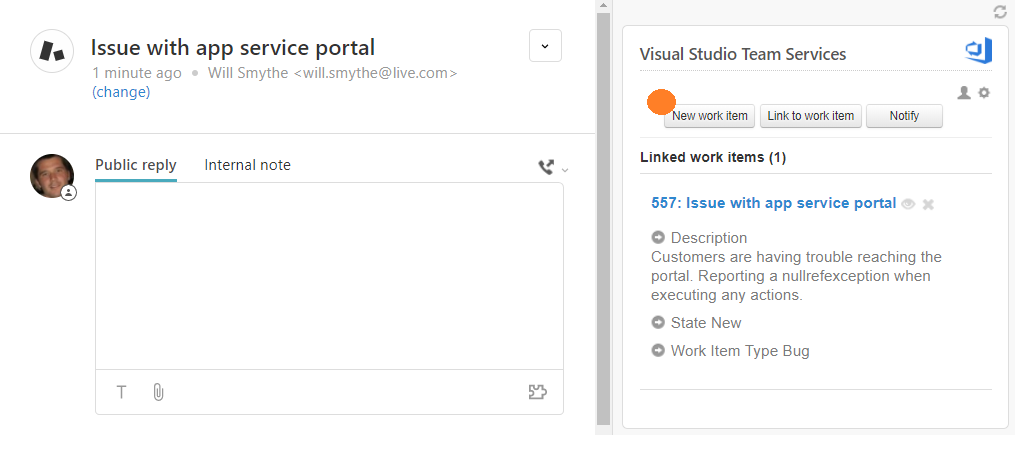 Issue with app service portal
1 minute ago Will Smythe <will.smythe@live.com>
(change)
Public reply Internal note
T
Visual Studio Team Services
New work item Link to work item Notify
Linked work items (1)
557: Issue with app service portal
Description
Customers are having trouble reaching the
portal. Reporting a nullrefexception when
executing any actions.
State New
Work Item Type Bug